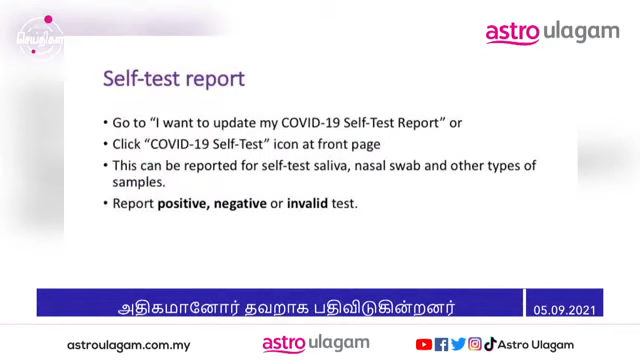 செய்திகள்
astro ulagam
Self-test report
• Go to “I want to update my COVID-19 Self-Test Report” or
• Click “COVID-19 Self-Test” icon at front page
• This can be reported for self-test saliva, nasal swab and other types of
samples.
• Report positive, negative or invalid test.
அதிகமானோர் தவறாக பதிவிடுகின்றனர்
05.09.2021
astroulagam.com.my
astro ulagam
Astro Ulagam